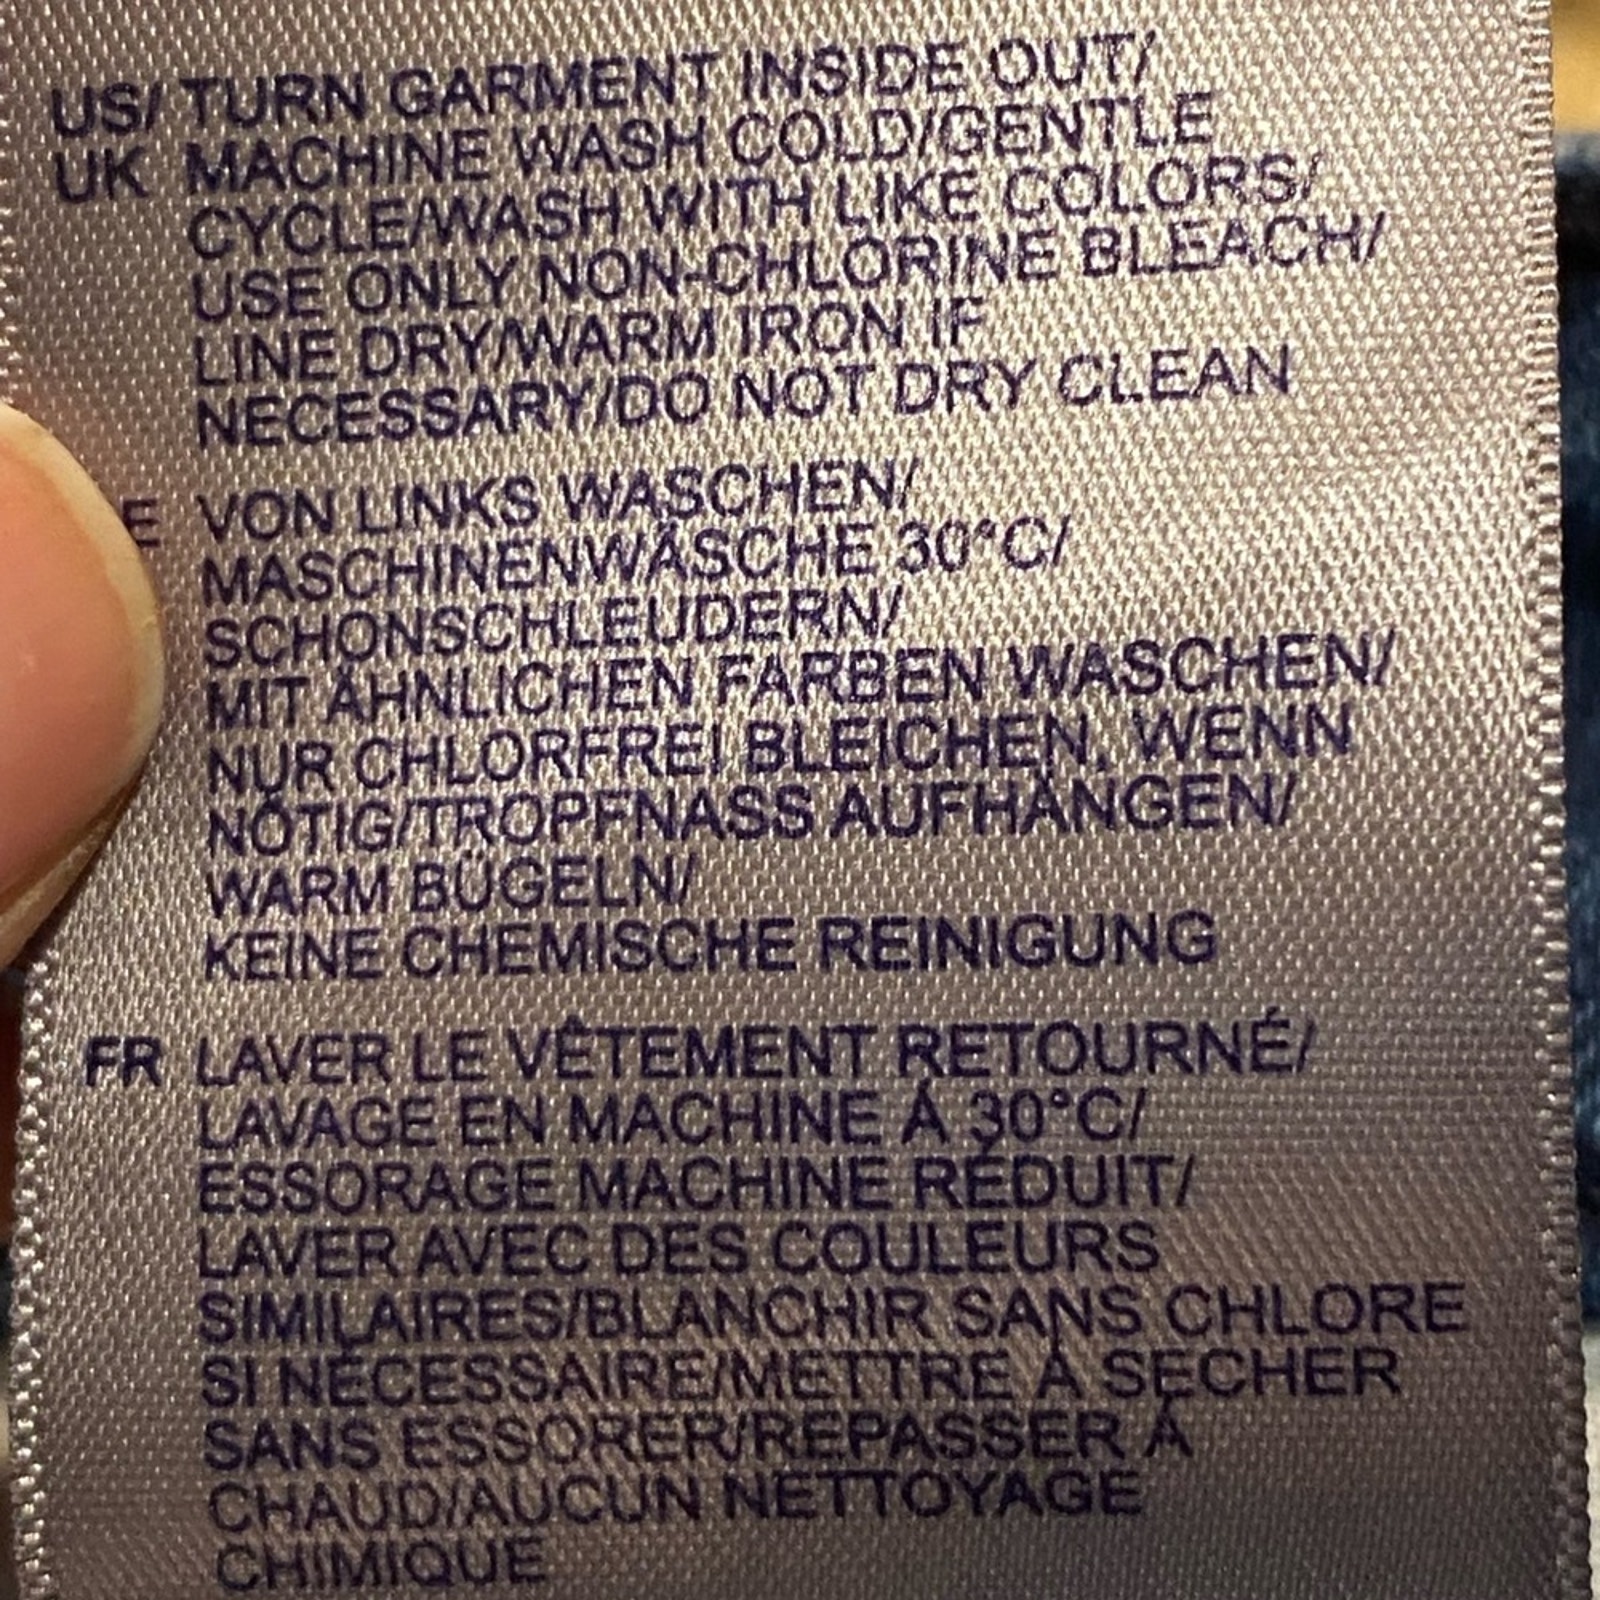 US/ TURN GARMENT INSIDE OUT/
UK MACHINE WASH COLD/GENTLE
CYCLE/WASH WITH LIKE COLORS/
USE ONLY NON-CHLORINE BLEACH/
LINE DRY/WARM IRON IF
NECESSARY/DO NOT DRY CLEAN
E VON LINKS WASCHEN/
MASCHINENWÄSCHE 30°C/
SCHONSCHLEUDERN/
MIT ÄHNLICHEN FARBEN WASCHEN/
NUR CHLORFREI BLEICHEN, WENN
NÖTIG/TROPFNASS AUFHÄNGEN/
WARM BÜGELN/
KEINE CHEMISCHE REINIGUNG
FR LAVER LE VÊTEMENT RETOURNÉ/
LAVAGE EN MACHINE À 30°C/
ESSORAGE MACHINE RÉDUIT/
LAVER AVEC DES COULEURS
SIMILAIRES/BLANCHIR SANS CHLORE
SI NÉCESSAIRE/METTRE À SECHER
SANS ESSORER/REPASSER À
CHAUD/AUCUN NETTOYAGE
CHIMIQUE